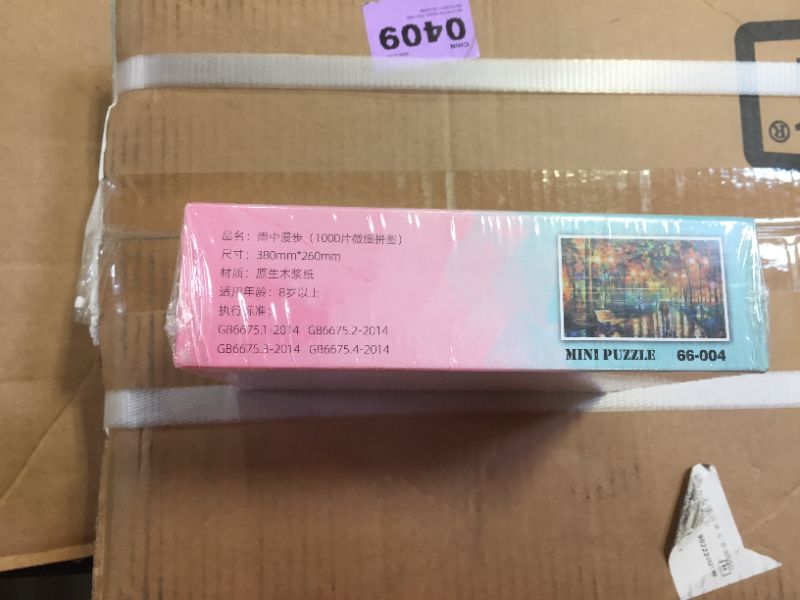 CHIN
0409
®
品名：雨中漫步（1000片微细拼图）
尺寸：380mm*260mm
材质：原生木浆纸
适用年龄：8岁以上
执行标准：
GB6675.1-2014 GB6675.2-2014
GB6675.3-2014 GB6675.4-2014
MINI PUZZLE 66-004